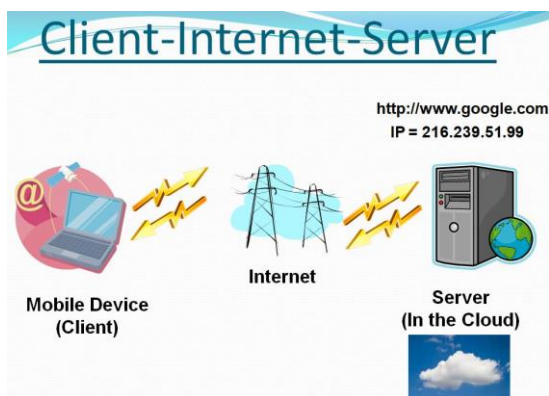 Client-Internet-Server
http://www.google.com
IP = 216.239.51.99
@
Internet
Mobile Device
(Client)
Server
(In the Cloud)